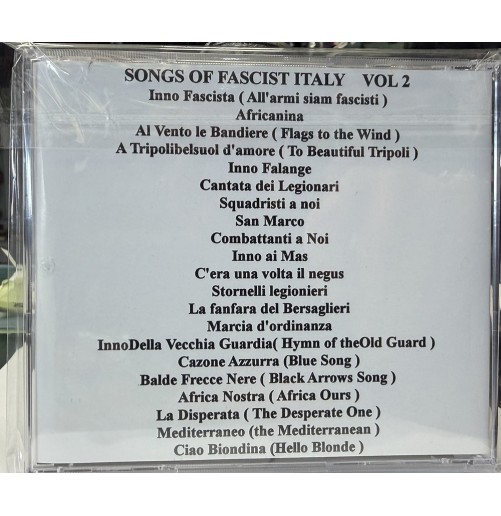 SONGS OF FASCIST ITALY VOL 2
Inno Fascista ( All'armi siam fascisti )
Africanina
Al Vento le Bandiere ( Flags to the Wind )
A Tripolibelsuol d'amore ( To Beautiful Tripoli )
Inno Falange
Cantata dei Legionari
Squadristi a noi
San Marco
Combattanti a Noi
Inno ai Mas
C'era una volta il negus
Stornelli legionieri
La fanfara del Bersaglieri
Marcia d'ordinanza
InnoDella Vecchia Guardia( Hymn of theOld Guard )
Cazone Azzurra (Blue Song )
Balde Frecce Nere ( Black Arrows Song )
Africa Nostra ( Africa Ours )
La Disperata ( The Desperate One )
Mediterraneo (the Mediterranean )
Ciao Biondina (Hello Blonde )